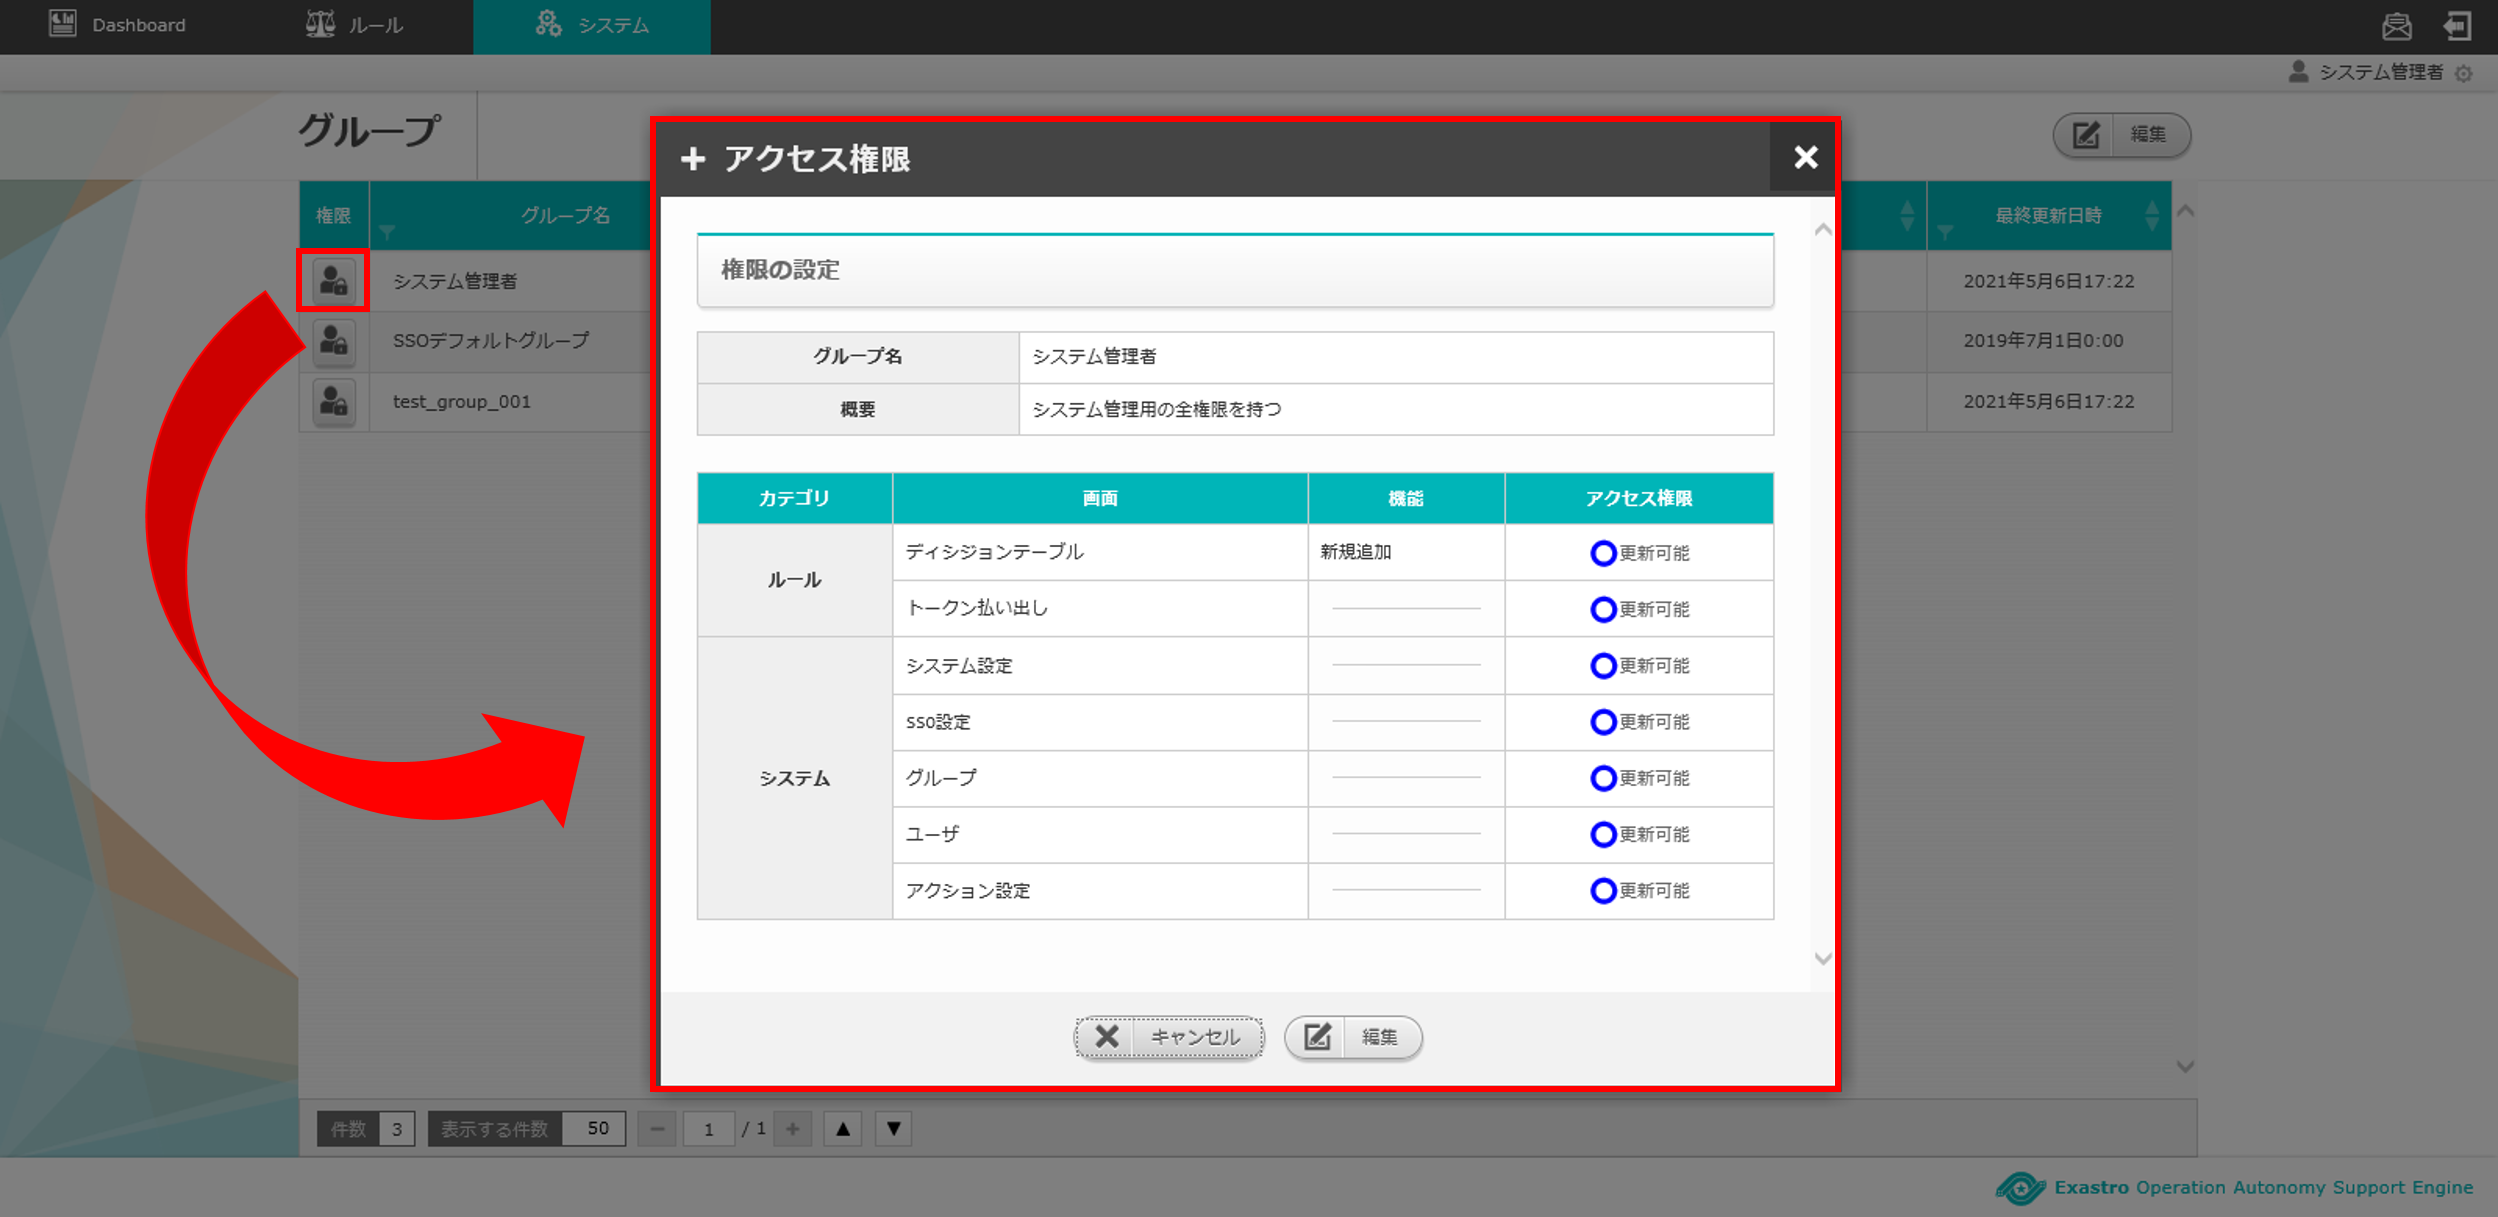 Dashboard ルール システム
システム管理者
グループ
編集
権限 グループ名 最終更新日時
システム管理者 2021年5月6日17:22
SSOデフォルトグループ 2019年7月1日0:00
test_group_001 2021年5月6日17:22
アクセス権限
権限の設定
グループ名 システム管理者
概要 システム管理用の全権限を持つ
カテゴリ 画面 機能 アクセス権限
ルール ディシジョンテーブル 新規追加 更新可能
トークン払い出し 更新可能
システム システム設定 更新可能
SSO設定 更新可能
グループ 更新可能
ユーザ 更新可能
アクション設定 更新可能
キャンセル 編集
件数 3 表示する件数 50 1 / 1
Exastro Operation Autonomy Support Engine